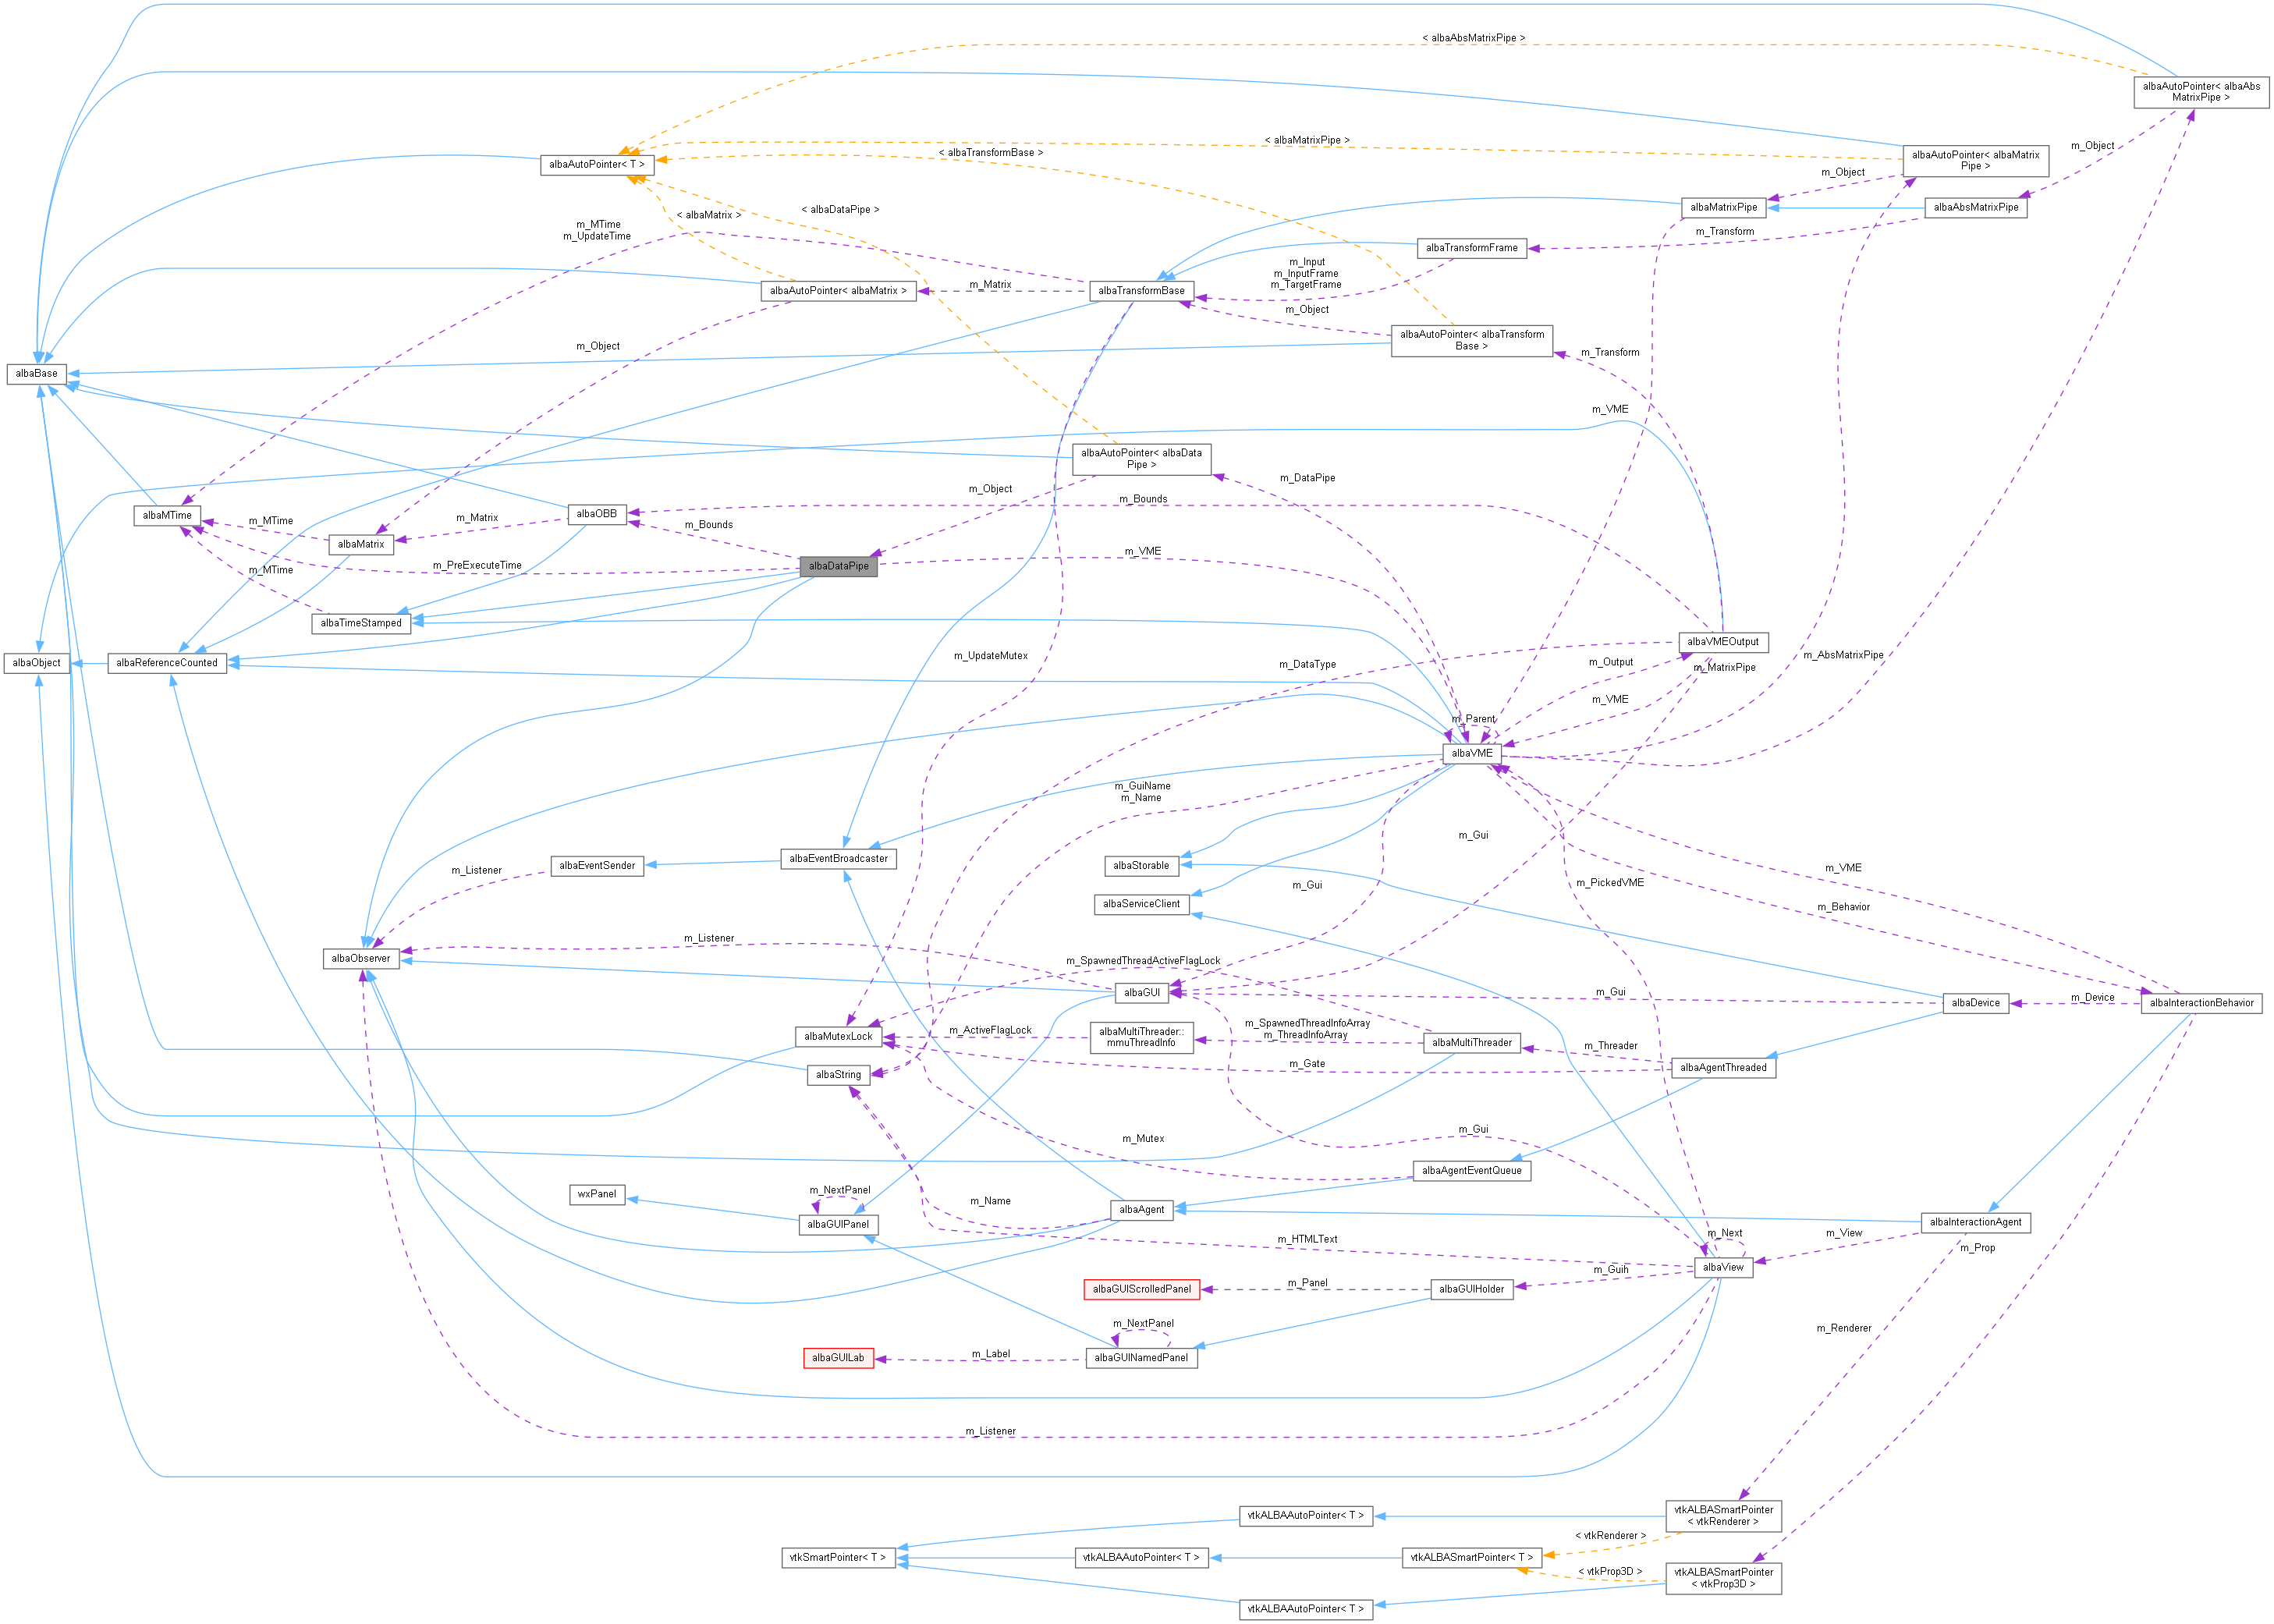 < albaAbsMatrixPipe >
albaAutoPointer< albaAbs
MatrixPipe >
< albaMatrixPipe >
< albaTransformBase >
m_Object
albaAutoPointer< T >
albaAutoPointer< albaMatrix
Pipe >
m_Object
albaMatrixPipe
albaAbsMatrixPipe
< albaDataPipe >
< albaMatrix >
m_MTime
m_UpdateTime
m_Transform
albaTransformFrame
m_Input
m_InputFrame
m_TargetFrame
albaAutoPointer< albaMatrix >
m_Matrix
albaTransformBase
m_Object
albaAutoPointer< albaTransform
Base >
m_Object
m_Transform
albaBase
m_VME
albaAutoPointer< albaData
Pipe >
m_DataPipe
m_Object
m_Bounds
albaMTime
m_MTime
m_Matrix
albaOBB
m_Bounds
albaMatrix
m_VME
m_PreExecuteTime
albaDataPipe
m_MTime
albaTimeStamped
albaVMEOutput
m_UpdateMutex
m_DataType
m_Output
m_MatrixPipe
m_AbsMatrixPipe
albaObject
albaReferenceCounted
m_VME
m_Parent
albaVME
m_GuiName
m_Name
m_Gui
albaEventSender
albaEventBroadcaster
albaStorable
m_Listener
m_Gui
m_PickedVME
m_VME
albaServiceClient
m_Behavior
m_Listener
albaObserver
m_SpawnedThreadActiveFlagLock
albaGUI
m_Gui
albaDevice
m_Device
albaInteractionBehavior
albaMutexLock
m_ActiveFlagLock
albaMultiThreader::
mmuThreadInfo
m_SpawnedThreadInfoArray
m_ThreadInfoArray
albaMultiThreader
m_Threader
albaAgentThreaded
albaString
m_Gate
m_Mutex
m_Gui
albaAgentEventQueue
wxPanel
m_NextPanel
albaGUIPanel
m_Name
albaAgent
albaInteractionAgent
m_HTMLText
m_Next
m_View
m_Prop
albaView
m_Guih
albaGUIScrolledPanel
m_Panel
albaGUIHolder
m_NextPanel
m_Renderer
albaGUILab
m_Label
albaGUINamedPanel
m_Listener
vtkALBAAutoPointer< T >
vtkALBASmartPointer
< vtkRenderer >
< vtkRenderer >
vtkSmartPointer< T >
vtkALBAAutoPointer< T >
vtkALBASmartPointer< T >
< vtkProp3D >
vtkALBASmartPointer
< vtkProp3D >
vtkALBAAutoPointer< T >